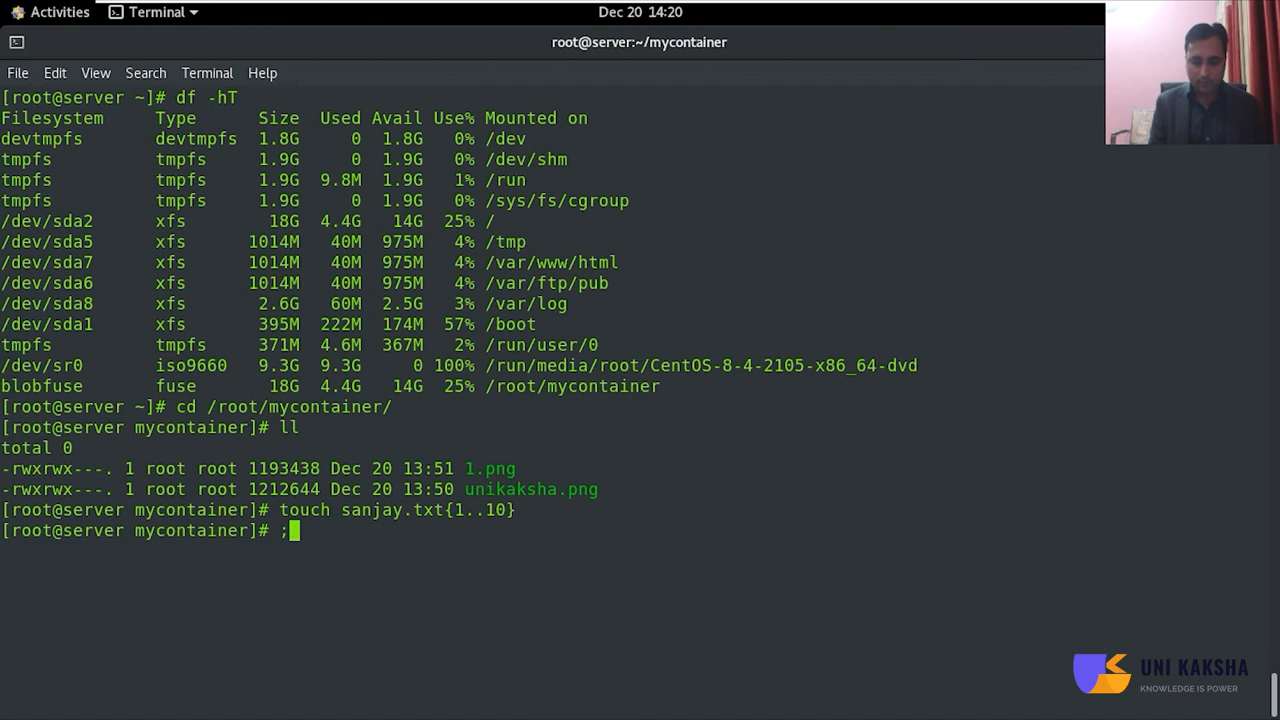 Activities Terminal Dec 20 14:20
root@server:~/mycontainer
File Edit View Search Terminal Help
[root@server ~]# df -hT
Filesystem     Type      Size  Used Avail Use% Mounted on
devtmpfs       devtmpfs  1.8G     0  1.8G   0% /dev
tmpfs          tmpfs     1.9G     0  1.9G   0% /dev/shm
tmpfs          tmpfs     1.9G  9.8M  1.9G   1% /run
tmpfs          tmpfs     1.9G     0  1.9G   0% /sys/fs/cgroup
/dev/sda2      xfs        18G  4.4G   14G  25% /
/dev/sda5      xfs      1014M   40M  975M   4% /tmp
/dev/sda7      xfs      1014M   40M  975M   4% /var/www/html
/dev/sda6      xfs      1014M   40M  975M   4% /var/ftp/pub
/dev/sda8      xfs       2.6G   60M  2.5G   3% /var/log
/dev/sda1      xfs       395M  222M  174M  57% /boot
tmpfs          tmpfs     371M  4.6M  367M   2% /run/user/0
/dev/sr0       iso9660   9.3G  9.3G     0 100% /run/media/root/CentOS-8-4-2105-x86_64-dvd
blobfuse       fuse       18G  4.4G   14G  25% /root/mycontainer
[root@server ~]# cd /root/mycontainer/
[root@server mycontainer]# ll
total 0
-rwxrwx---. 1 root root 1193438 Dec 20 13:51 1.png
-rwxrwx---. 1 root root 1212644 Dec 20 13:50 unikaksha.png
[root@server mycontainer]# touch sanjay.txt{1..10}
[root@server mycontainer]# ;
UNI KAKSHA
KNOWLEDGE IS POWER